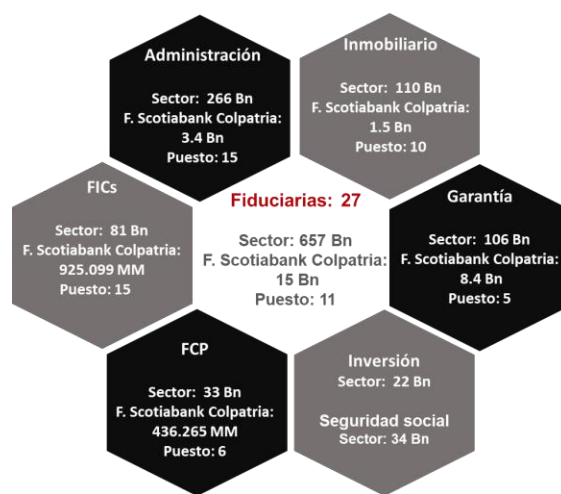 Administración
Sector: 266 Bn
F. Scotiabank Colpatria:
3.4 Bn
Puesto: 15
Inmobiliario
Sector: 110 Bn
F. Scotiabank Colpatria:
1.5 Bn
Puesto: 10
FICs
Sector: 81 Bn
F. Scotiabank Colpatria:
925.099 MM
Puesto: 15
Fiduciarias: 27
Sector: 657 Bn
F. Scotiabank Colpatria:
15 Bn
Puesto: 11
Garantía
Sector: 106 Bn
F. Scotiabank Colpatria:
8.4 Bn
Puesto: 5
FCP
Sector: 33 Bn
F. Scotiabank Colpatria:
436.265 MM
Puesto: 6
Inversión
Sector: 22 Bn
Seguridad social
Sector: 34 Bn